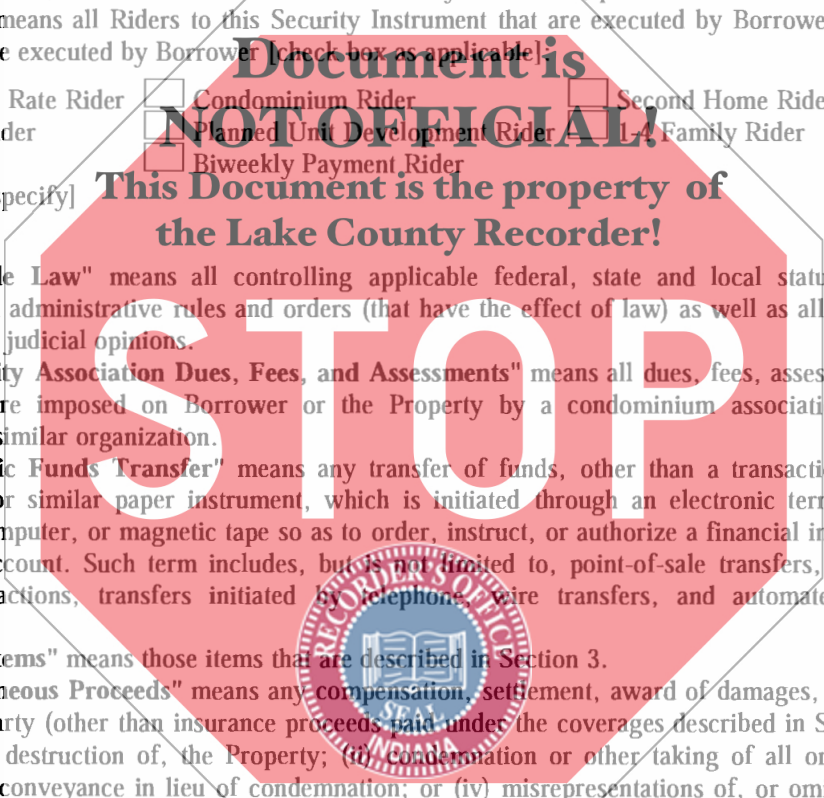 means all Riders to this Security Instrument that are executed by Borrowe
e executed by Borrower [check box as applicable]:
Document is
Rate Rider Condominium Rider Second Home Ride
der Planned Unit Development Rider 1-4 Family Rider
NOT OFFICIAL!
Biweekly Payment Rider
pecify]
This Document is the property of
the Lake County Recorder!
e Law" means all controlling applicable federal, state and local statu
administrative rules and orders (that have the effect of law) as well as all
judicial opinions.
ty Association Dues, Fees, and Assessments" means all dues, fees, asses
re imposed on Borrower or the Property by a condominium associati
similar organization.
ic Funds Transfer" means any transfer of funds, other than a transacti
or similar paper instrument, which is initiated through an electronic ter
mputer, or magnetic tape so as to order, instruct, or authorize a financial in
count. Such term includes, but is not limited to, point-of-sale transfers,
actions, transfers initiated by telephone, wire transfers, and automate
STOP
ems" means those items that are described in Section 3.
neous Proceeds" means any compensation, settlement, award of damages,
rty (other than insurance proceeds paid under the coverages described in S
destruction of, the Property; (ii) condemnation or other taking of all or
conveyance in lieu of condemnation; or (iv) misrepresentations of, or om
RECORDER'S OFFIC
SEAL
INDIANA